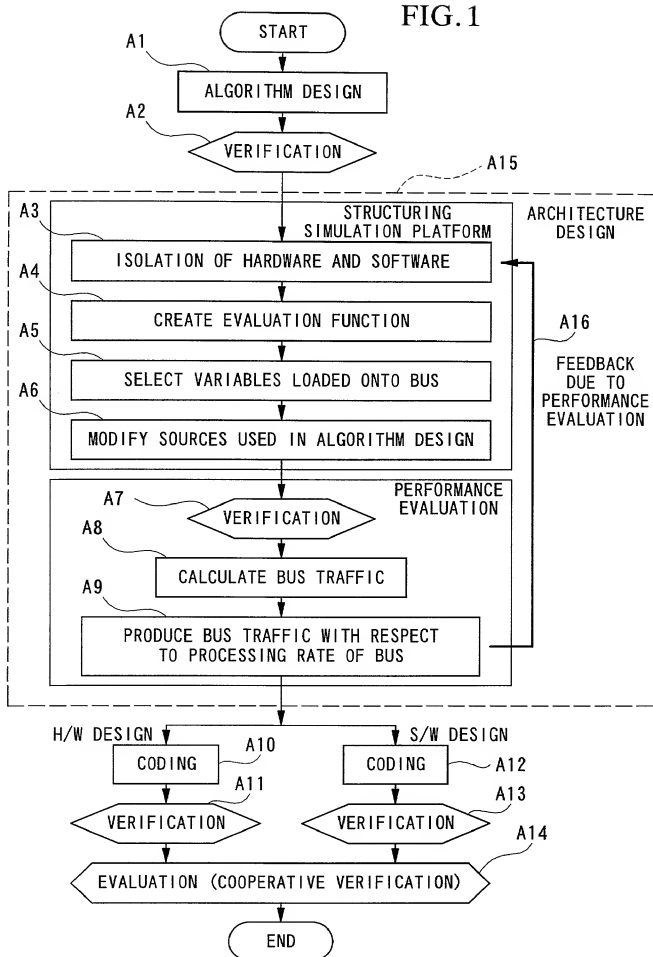 FIG.1
START
A1
ALGORITHM DESIGN
A2
VERIFICATION
A15
STRUCTURING
SIMULATION PLATFORM
ARCHITECTURE
DESIGN
A3
ISOLATION OF HARDWARE AND SOFTWARE
A4
CREATE EVALUATION FUNCTION
A16
A5
SELECT VARIABLES LOADED ONTO BUS
FEEDBACK
DUE TO
PERFORMANCE
EVALUATION
A6
MODIFY SOURCES USED IN ALGORITHM DESIGN
PERFORMANCE
EVALUATION
A7
VERIFICATION
A8
CALCULATE BUS TRAFFIC
A9
PRODUCE BUS TRAFFIC WITH RESPECT
TO PROCESSING RATE OF BUS
H/W DESIGN
S/W DESIGN
CODING
A10
CODING
A12
A11
VERIFICATION
A13
VERIFICATION
A14
EVALUATION (COOPERATIVE VERIFICATION)
END